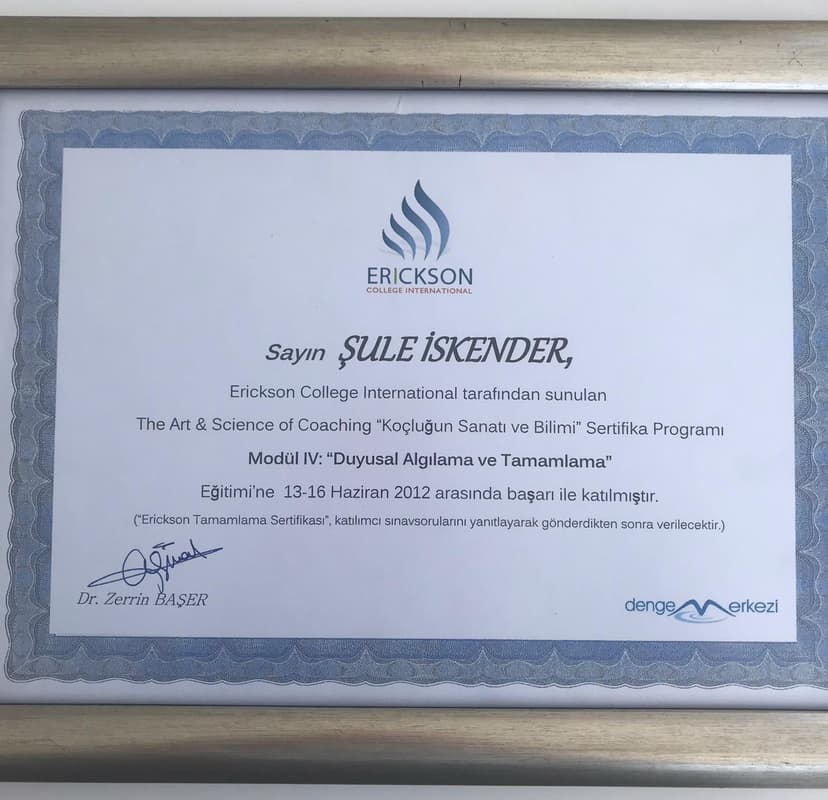 ERICKSON
COLLEGE INTERNATIONAL
Sayın ŞULE İSKENDER,
Erickson College International tarafından sunulan
The Art & Science of Coaching “Koçluğun Sanatı ve Bilimi” Sertifika Programı
Modül IV: “Duyusal Algılama ve Tamamlama”
Eğitimi'ne 13-16 Haziran 2012 arasında başarı ile katılmıştır.
(“Erickson Tamamlama Sertifikası”, katılımcı sınavsorularını yanıtlayarak gönderdikten sonra verilecektir.)
Dr. Zerrin BAŞER
denge Merkezi